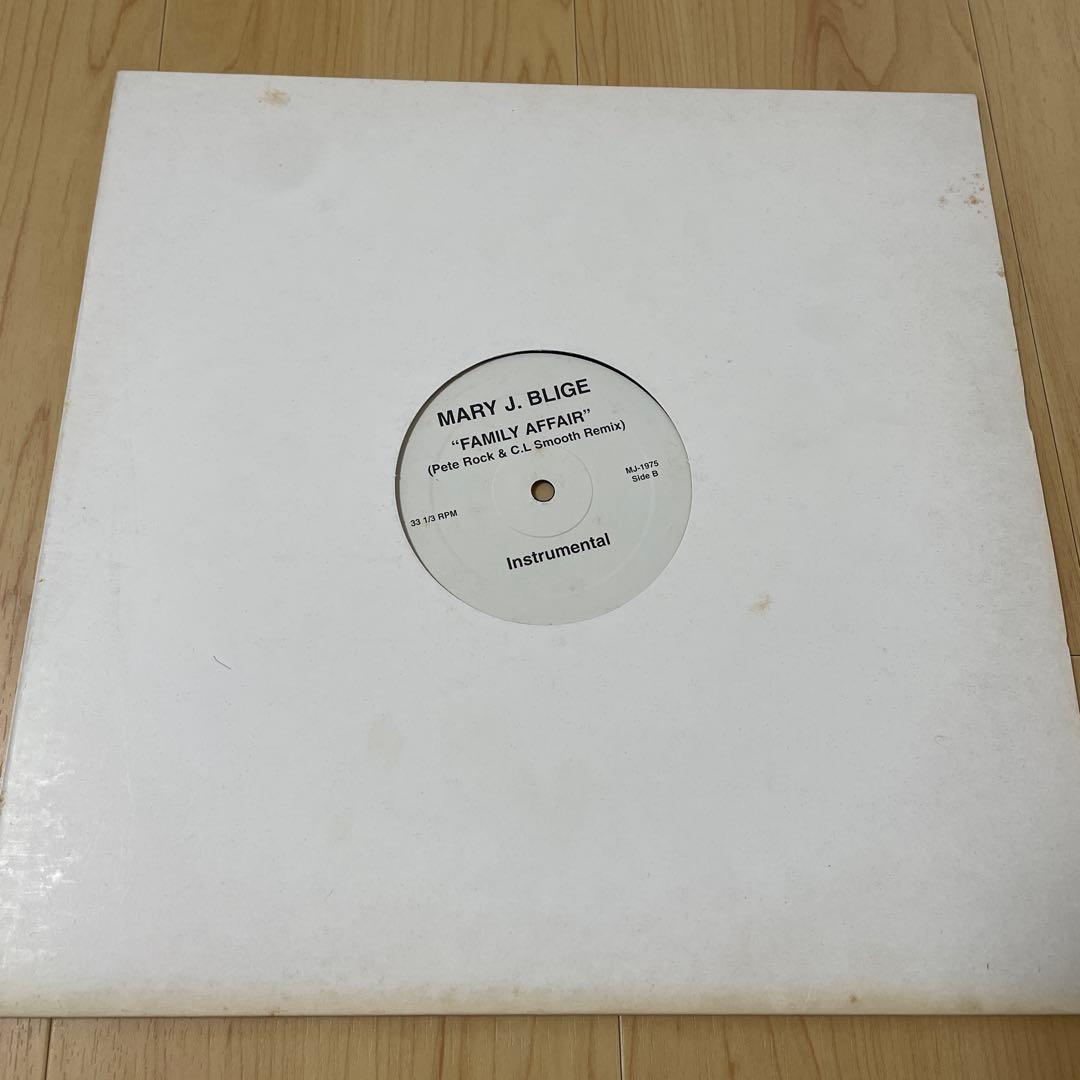 MARY J. BLIGE
“FAMILY AFFAIR”
(Pete Rock & C.L Smooth Remix)
MJ-1975
Side B
33 1/3 RPM
Instrumental